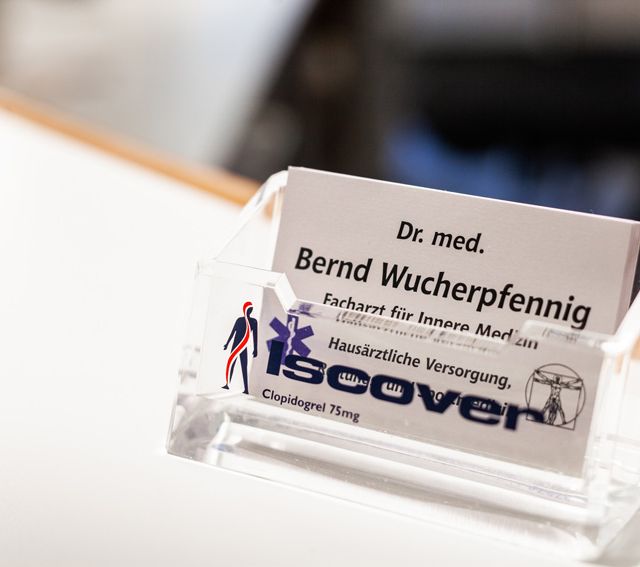 Dr. med.
Bernd Wucherpfennig
Facharzt für Innere Medizin
Hausärztliche Versorgung,
Iscover
Clopidogrel 75mg